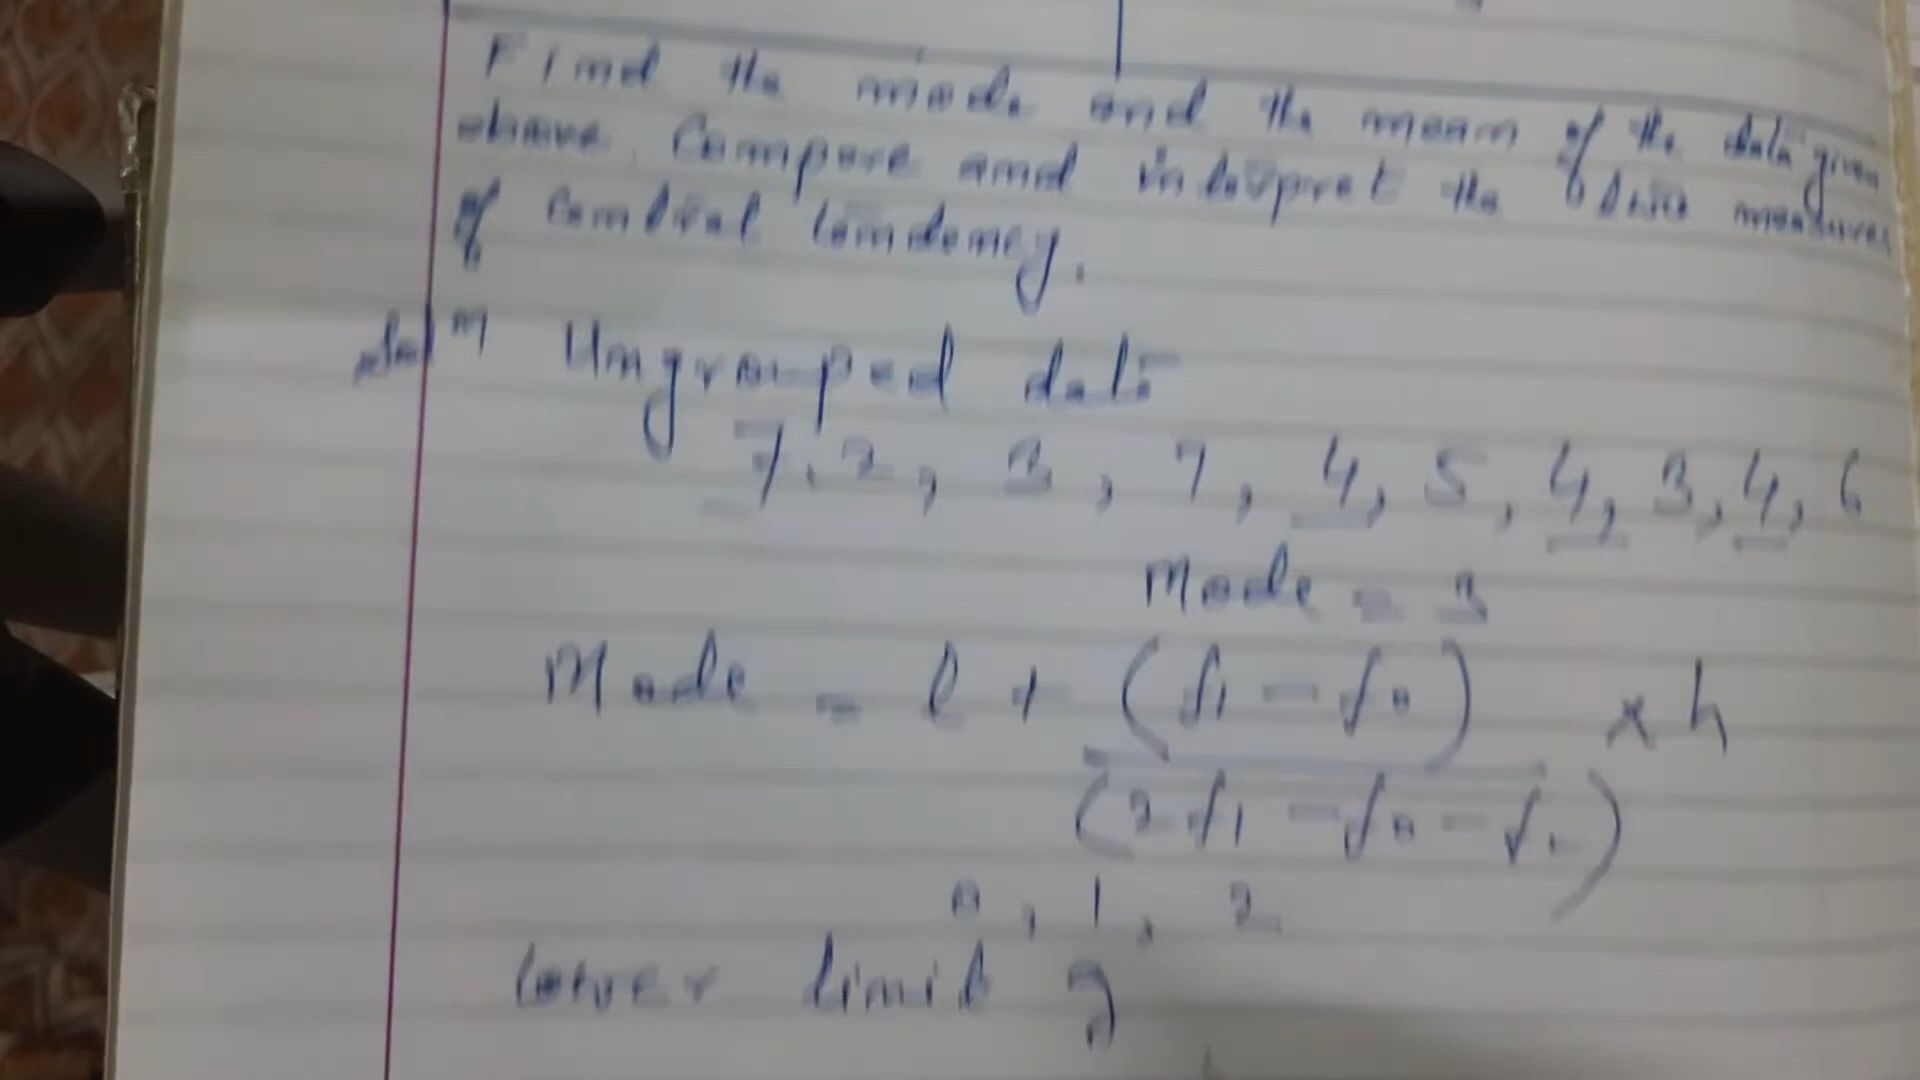 Find the mode and the mean of the data given
above. Compare and interpret the two measures
of central tendency.
solⁿ Ungrouped data
7, 2, 3, 7, 4, 5, 4, 3, 4, 6
Mode = 3
Mode = l + (f1 - f0) × h
(2f1 - f0 - f2)
0, 1, 2
lower limit